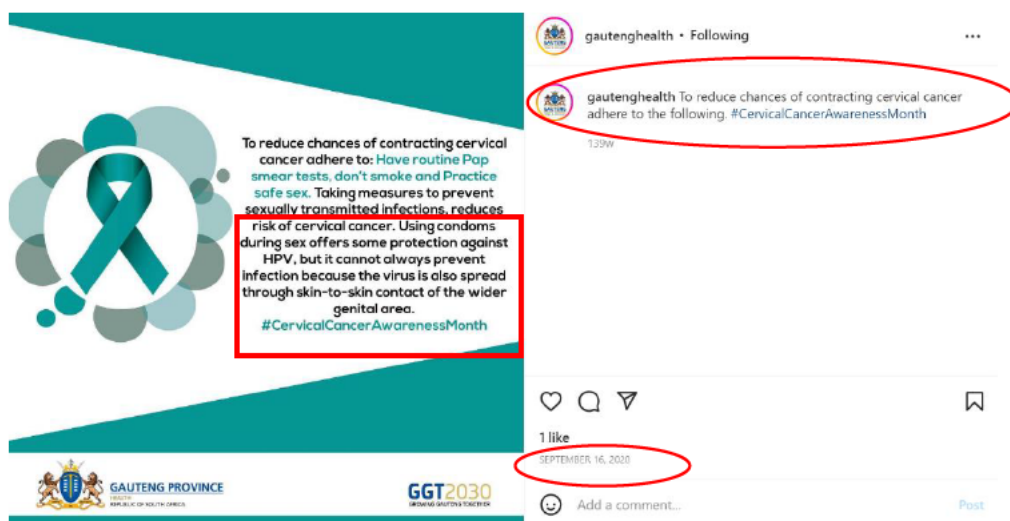 To reduce chances of contracting cervical
cancer adhere to: Have routine Pap
smear tests, don't smoke and Practice
safe sex. Taking measures to prevent
sexually transmitted infections, reduces
risk of cervical cancer. Using condoms
during sex offers some protection against
HPV, but it cannot always prevent
infection because the virus is also spread
through skin-to-skin contact of the wider
genital area.
#CervicalCancerAwarenessMonth
GAUTENG PROVINCE
HEALTH
REPUBLIC OF SOUTH AFRICA
GGT2030
GROWING GAUTENG TOGETHER
gautenghealth • Following
gautenghealth To reduce chances of contracting cervical cancer
adhere to the following. #CervicalCancerAwarenessMonth
139w
1 like
SEPTEMBER 16, 2020
Add a comment...
Post